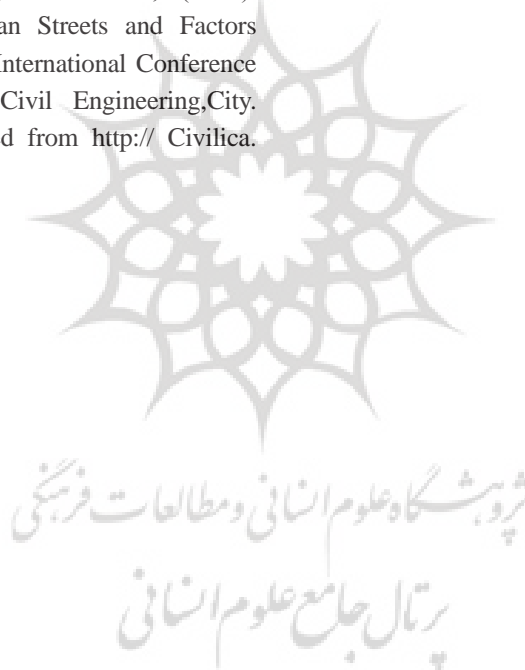 an Streets and Factors
International Conference
Civil Engineering,City.
d from http:// Civilica.
پژوهشگاه علوم انسانی و مطالعات فرهنگی
پرتال جامع علوم انسانی